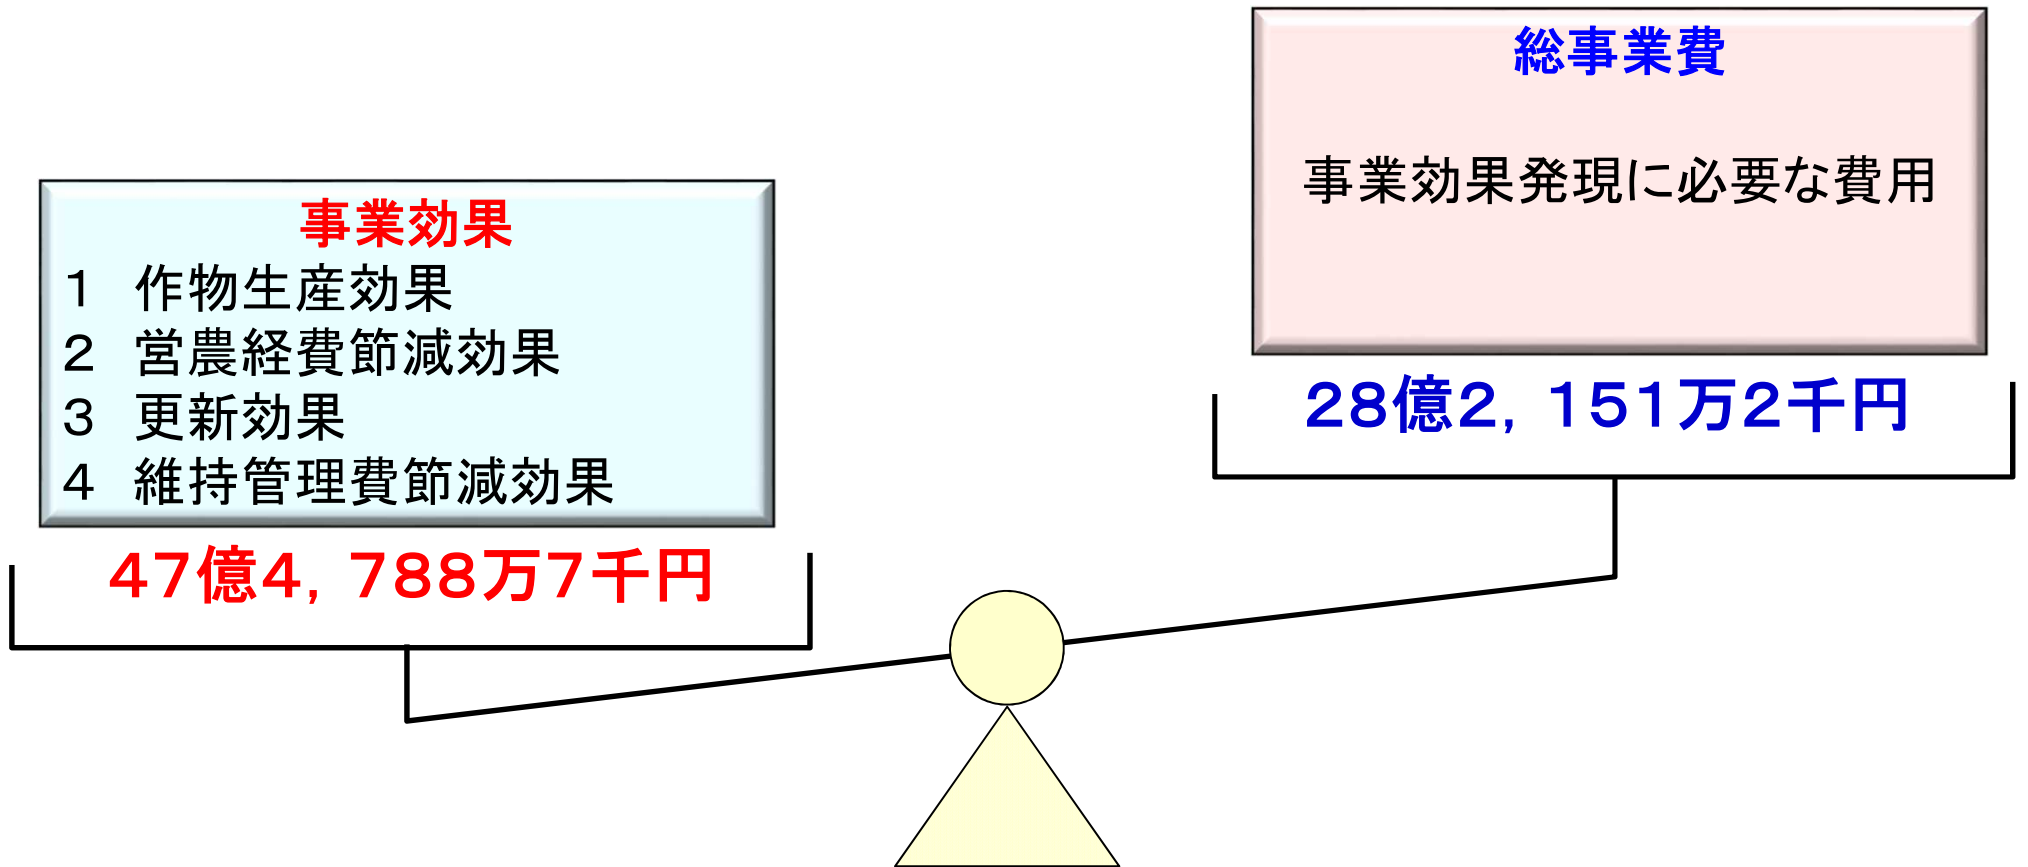 事業効果
１　作物生産効果
２　営農経費節減効果
３　更新効果
４　維持管理費節減効果
４７億４，７８８万７千円
総事業費
事業効果発現に必要な費用
２８億２，１５１万２千円